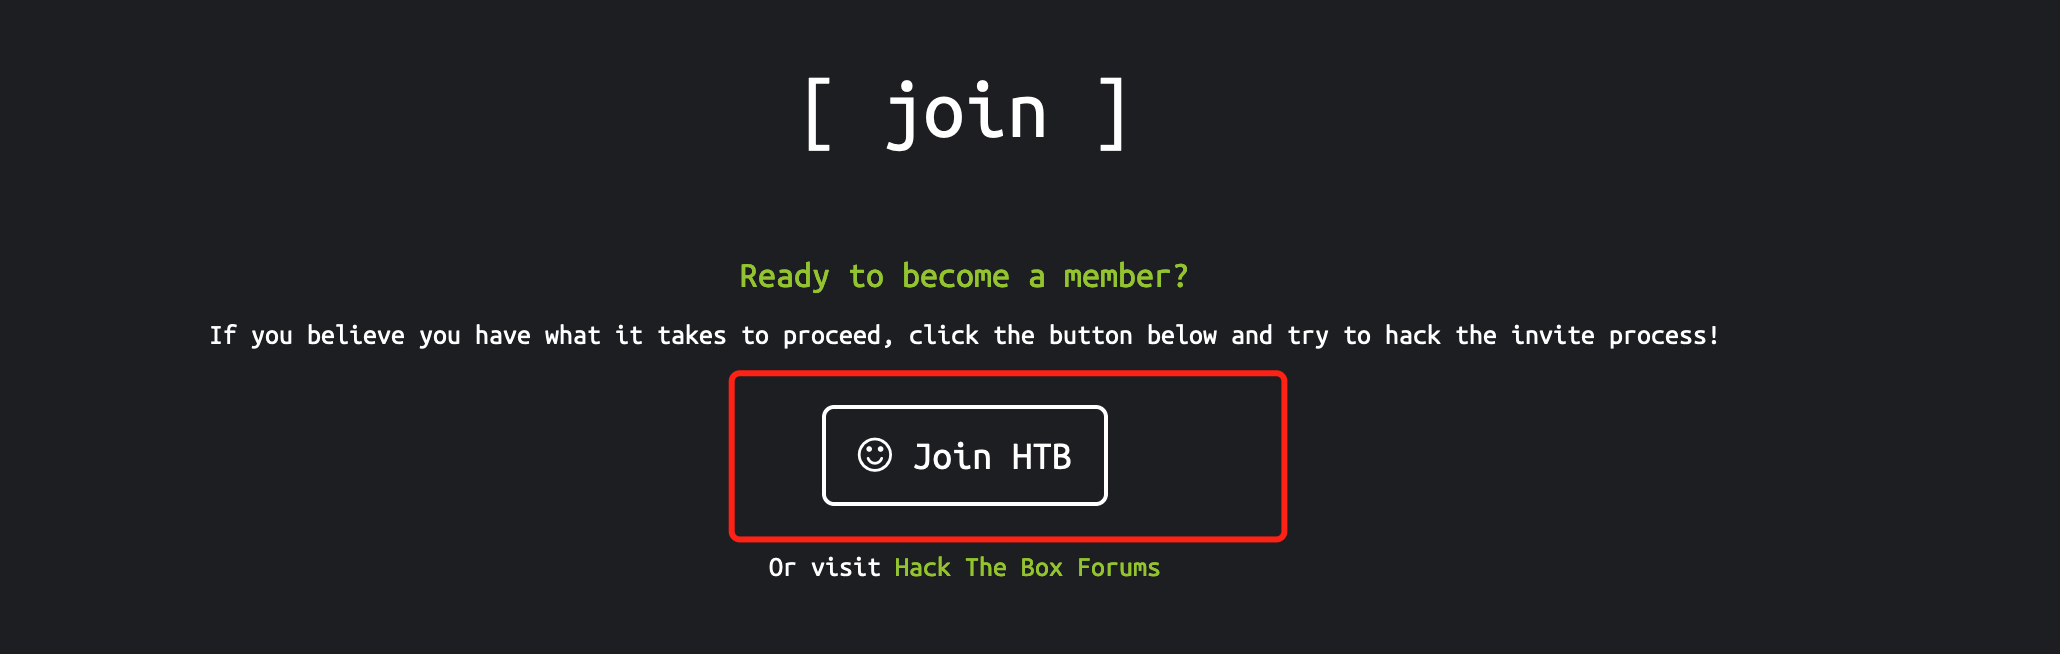 [ join ]
Ready to become a member?
If you believe you have what it takes to proceed, click the button below and try to hack the invite process!
Join HTB
Or visit Hack The Box Forums